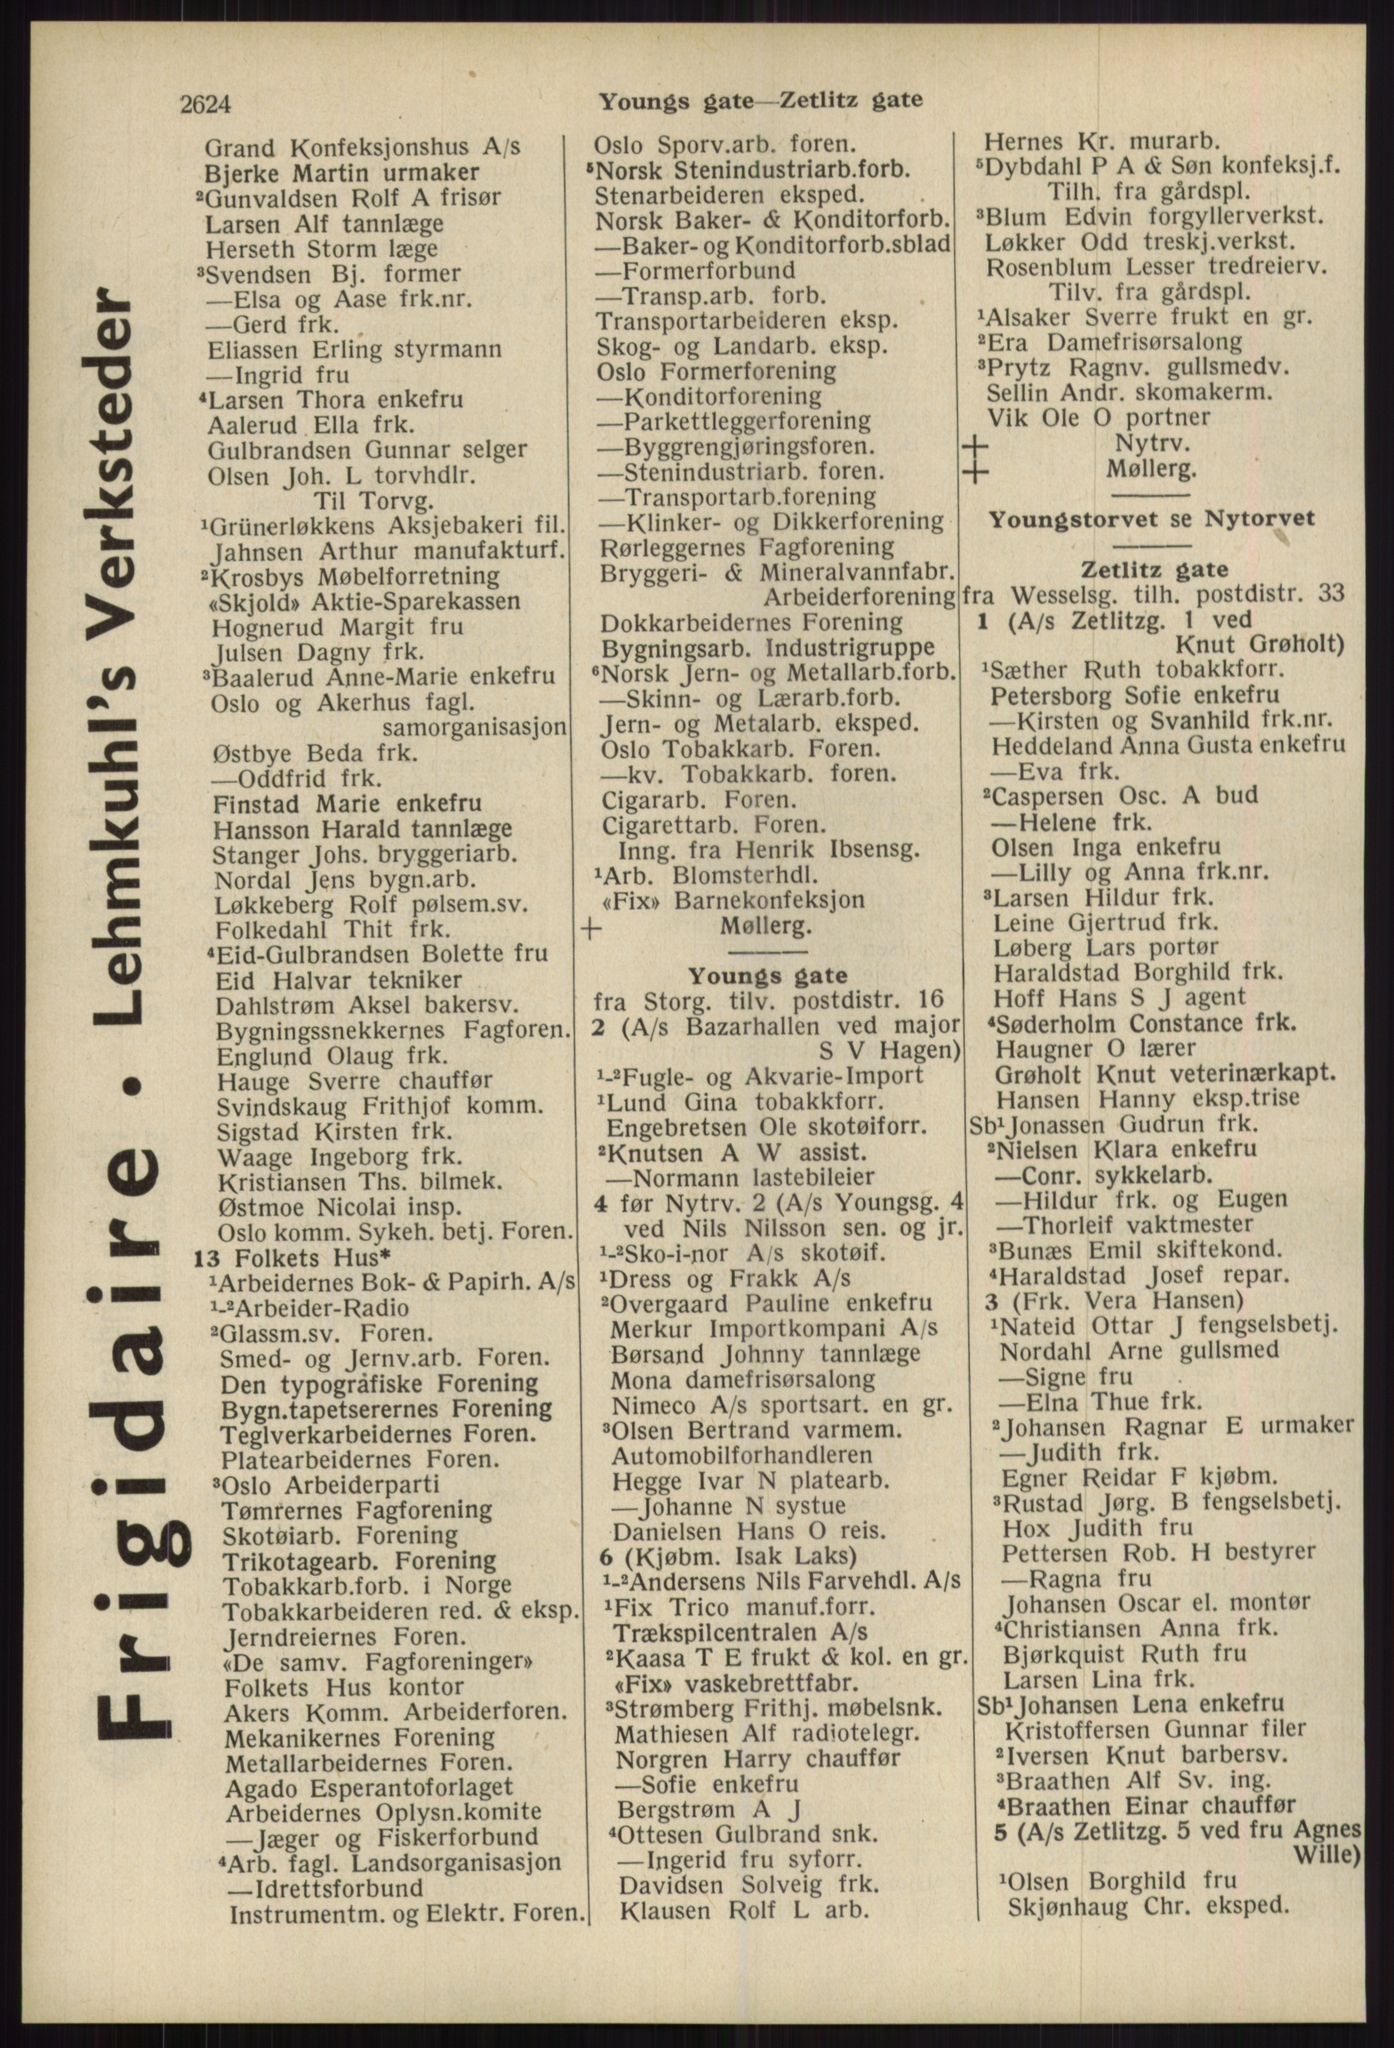 2624
Youngs gate—Zetlitz gate
Frigidaire • Lehmkuhl's Verksteder
Grand Konfeksjonshus A/s
Bjerke Martin urmaker
²Gunvaldsen Rolf A frisør
Larsen Alf tannlæge
Herseth Storm læge
³Svendsen Bj. former
—Elsa og Aase frk.nr.
—Gerd frk.
Eliassen Erling styrmann
—Ingrid fru
⁴Larsen Thora enkefru
Aalerud Ella frk.
Gulbrandsen Gunnar selger
Olsen Joh. L torvhdlr.
Til Torvg.
¹Grünerløkkens Aksjebakeri fil.
Jahnsen Arthur manufakturf.
²Krosbys Møbelforretning
«Skjold» Aktie-Sparekassen
Hognerud Margit fru
Julsen Dagny frk.
³Baalerud Anne-Marie enkefru
Oslo og Akerhus fagl.
samorganisasjon
Østbye Beda frk.
—Oddfrid frk.
Finstad Marie enkefru
Hansson Harald tannlæge
Stanger Johs. bryggeriarb.
Nordal Jens bygn.arb.
Løkkeberg Rolf pølsem.sv.
Folkedahl Thit frk.
⁴Eid-Gulbrandsen Bolette fru
Eid Halvar tekniker
Dahlstrøm Aksel bakersv.
Bygningssnekkernes Fagforen.
Englund Olaug frk.
Hauge Sverre chauffør
Svindskaug Frithjof komm.
Sigstad Kirsten frk.
Waage Ingeborg frk.
Kristiansen Ths. bilmek.
Østmoe Nicolai insp.
Oslo komm. Sykeh. betj. Foren.
13 Folkets Hus*
¹Arbeidernes Bok- & Papirh. A/s
¹-²Arbeider-Radio
²Glassm.sv. Foren.
Smed- og Jernv.arb. Foren.
Den typografiske Forening
Bygn.tapetserernes Forening
Teglverkarbeidernes Foren.
Platearbeidernes Foren.
³Oslo Arbeiderparti
Tømrernes Fagforening
Skotøiarb. Forening
Trikotagearb. Forening
Tobakkarb.forb. i Norge
Tobakkarbeideren red. & eksp.
Jerndreiernes Foren.
«De samv. Fagforeninger»
Folkets Hus kontor
Akers Komm. Arbeiderforen.
Mekanikernes Forening
Metallarbeidernes Foren.
Agado Esperantoforlaget
Arbeidernes Oplysn.komite
—Jæger og Fiskerforbund
⁴Arb. fagl. Landsorganisasjon
—Idrettsforbund
Instrumentm. og Elektr. Foren.
Oslo Sporv.arb. foren.
⁵Norsk Stenindustriarb.forb.
Stenarbeideren eksped.
Norsk Baker- & Konditorforb.
—Baker- og Konditorforb.sblad
—Formerforbund
—Transp.arb. forb.
Transportarbeideren eksp.
Skog- og Landarb. eksp.
Oslo Formerforening
—Konditorforening
—Parkettleggerforening
—Byggrengjøringsforen.
—Stenindustriarb. foren.
—Transportarb.forening
—Klinker- og Dikkerforening
Rørleggernes Fagforening
Bryggeri- & Mineralvannfabr.
Arbeiderforening
Dokkarbeidernes Forening
Bygningsarb. Industrigruppe
⁶Norsk Jern- og Metallarb.forb.
—Skinn- og Lærarb.forb.
Jern- og Metalarb. eksped.
Oslo Tobakkarb. Foren.
—kv. Tobakkarb. foren.
Cigararb. Foren.
Cigarettarb. Foren.
Inng. fra Henrik Ibsensg.
¹Arb. Blomsterhdl.
«Fix» Barnekonfeksjon
+ Møllerg.
Youngs gate
fra Storg. tilv. postdistr. 16
2 (A/s Bazarhallen ved major
S V Hagen)
¹-²Fugle- og Akvarie-Import
¹Lund Gina tobakkforr.
Engebretsen Ole skotøiforr.
²Knutsen A W assist.
—Normann lastebileier
4 før Nytrv. 2 (A/s Youngsg. 4
ved Nils Nilsson sen. og jr.
¹-²Sko-i-nor A/s skotøif.
¹Dress og Frakk A/s
²Overgaard Pauline enkefru
Merkur Importkompani A/s
Børsand Johnny tannlæge
Mona damefrisørsalong
Nimeco A/s sportsart. en gr.
³Olsen Bertrand varmem.
Automobilforhandleren
Hegge Ivar N platearb.
—Johanne N systue
Danielsen Hans O reis.
6 (Kjøbm. Isak Laks)
¹-²Andersens Nils Farvehdl. A/s
¹Fix Trico manuf.forr.
Trækspilcentralen A/s
²Kaasa T E frukt & kol. en gr.
«Fix» vaskebrettfabr.
³Strømberg Frithj. møbelsnk.
Mathiesen Alf radiotelegr.
Norgren Harry chauffør
—Sofie enkefru
Bergstrøm A J
⁴Ottesen Gulbrand snk.
—Ingerid fru syforr.
Davidsen Solveig frk.
Klausen Rolf L arb.
Hernes Kr. murarb.
⁵Dybdahl P A & Søn konfeksj.f.
Tilh. fra gårdspl.
³Blum Edvin forgyllerverkst.
Løkker Odd treskj.verkst.
Rosenblum Lesser tredreierv.
Tilv. fra gårdspl.
¹Alsaker Sverre frukt en gr.
²Era Damefrisørsalong
³Prytz Ragnv. gullsmedv.
Sellin Andr. skomakerm.
Vik Ole O portner
+ Nytrv.
+ Møllerg.
Youngstorvet se Nytorvet
Zetlitz gate
fra Wesselsg. tilh. postdistr. 33
1 (A/s Zetlitzg. 1 ved
Knut Grøholt)
¹Sæther Ruth tobakkforr.
Petersborg Sofie enkefru
—Kirsten og Svanhild frk.nr.
Heddeland Anna Gusta enkefru
—Eva frk.
²Caspersen Osc. A bud
—Helene frk.
Olsen Inga enkefru
—Lilly og Anna frk.nr.
³Larsen Hildur frk.
Leine Gjertrud frk.
Løberg Lars portør
Haraldstad Borghild frk.
Hoff Hans S J agent
⁴Søderholm Constance frk.
Haugner O lærer
Grøholt Knut veterinærkapt.
Hansen Hanny eksp.trise
Sb¹Jonassen Gudrun frk.
²Nielsen Klara enkefru
—Conr. sykkelarb.
—Hildur frk. og Eugen
—Thorleif vaktmester
³Bunæs Emil skiftekond.
⁴Haraldstad Josef repar.
3 (Frk. Vera Hansen)
¹Nateid Ottar J fengselsbetj.
Nordahl Arne gullsmed
—Signe fru
—Elna Thue frk.
²Johansen Ragnar E urmaker
—Judith frk.
Egner Reidar F kjøbm.
³Rustad Jørg. B fengselsbetj.
Hox Judith fru
Pettersen Rob. H bestyrer
—Ragna fru
Johansen Oscar el. montør
⁴Christiansen Anna frk.
Bjørkquist Ruth fru
Larsen Lina frk.
Sb¹Johansen Lena enkefru
Kristoffersen Gunnar filer
²Iversen Knut barbersv.
³Braathen Alf Sv. ing.
⁴Braathen Einar chauffør
5 (A/s Zetlitzg. 5 ved fru Agnes
Wille)
¹Olsen Borghild fru
Skjønhaug Chr. eksped.